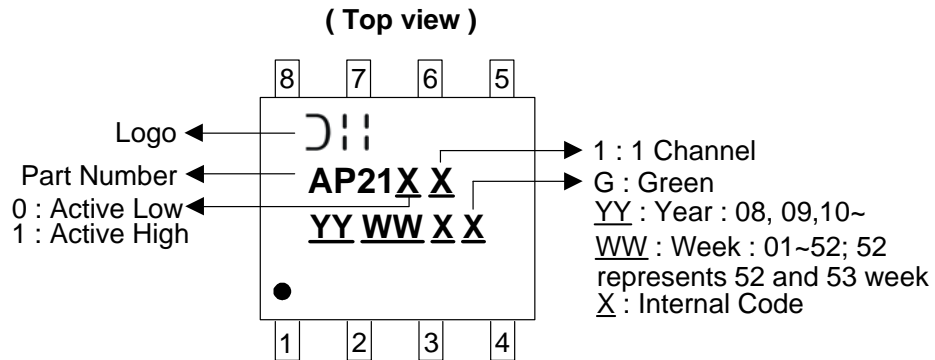 ( Top view )
8 7 6 5
Logo
Part Number
0 : Active Low
1 : Active High
AP21X X
YY WW X X
1 : 1 Channel
G : Green
YY : Year : 08, 09,10~
WW : Week : 01~52; 52
represents 52 and 53 week
X : Internal Code
1 2 3 4